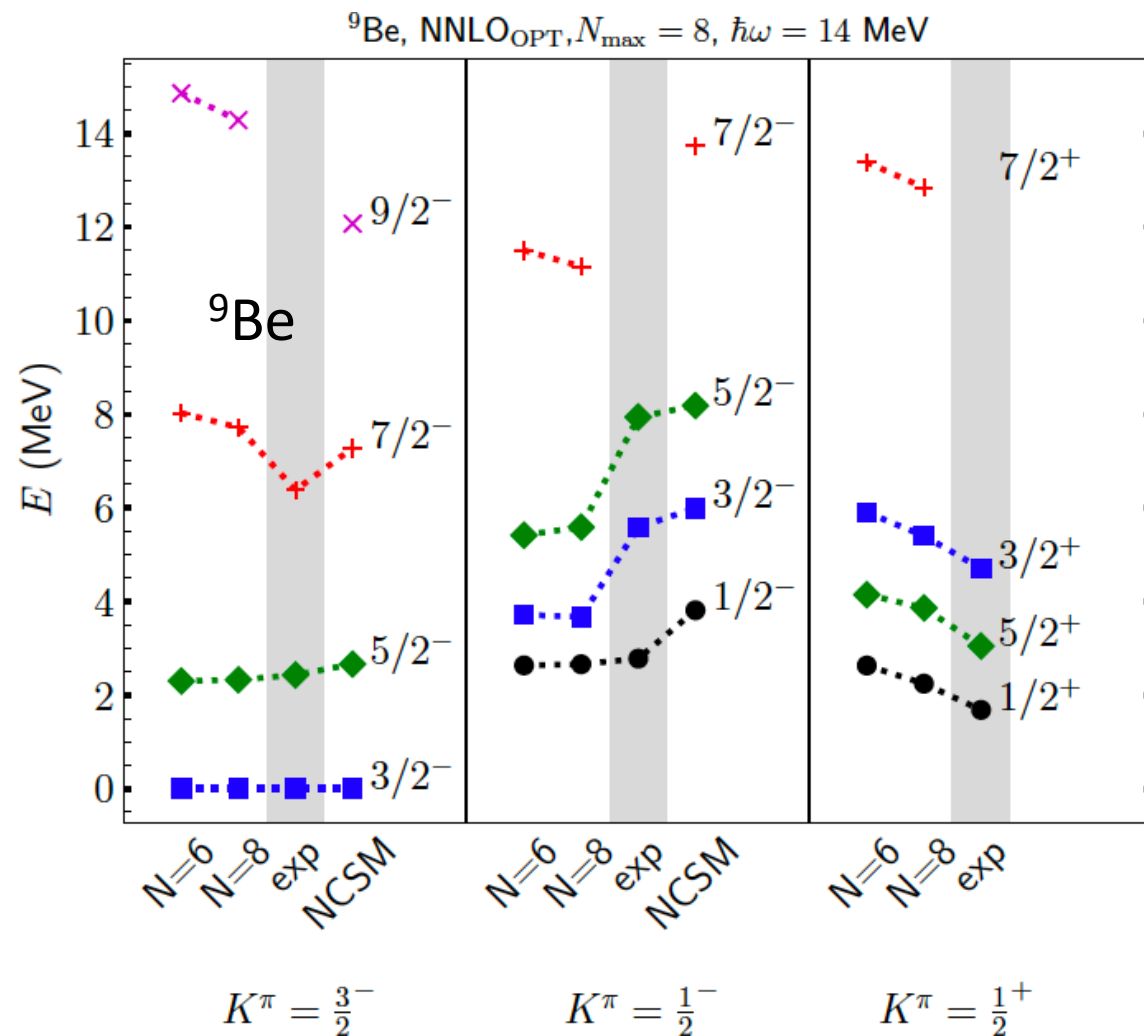 ⁹Be, NNLO_OPT, N_max = 8, ħω = 14 MeV
E (MeV)
14
12
10
8
6
4
2
0
⁹Be
9/2⁻
7/2⁻
5/2⁻
3/2⁻
7/2⁻
5/2⁻
3/2⁻
1/2⁻
7/2⁺
3/2⁺
5/2⁺
1/2⁺
N=6 N=8 exp NCSM
N=6 N=8 exp NCSM
N=6 N=8 exp
K^π = 3/2⁻
K^π = 1/2⁻
K^π = 1/2⁺